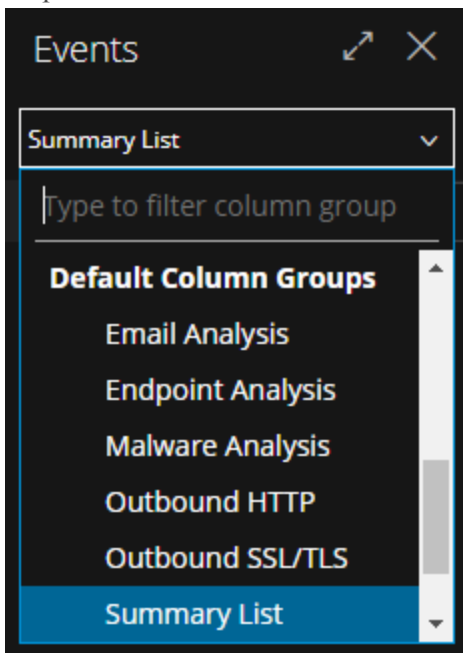 Events
Summary List
Type to filter column group
Default Column Groups
Email Analysis
Endpoint Analysis
Malware Analysis
Outbound HTTP
Outbound SSL/TLS
Summary List